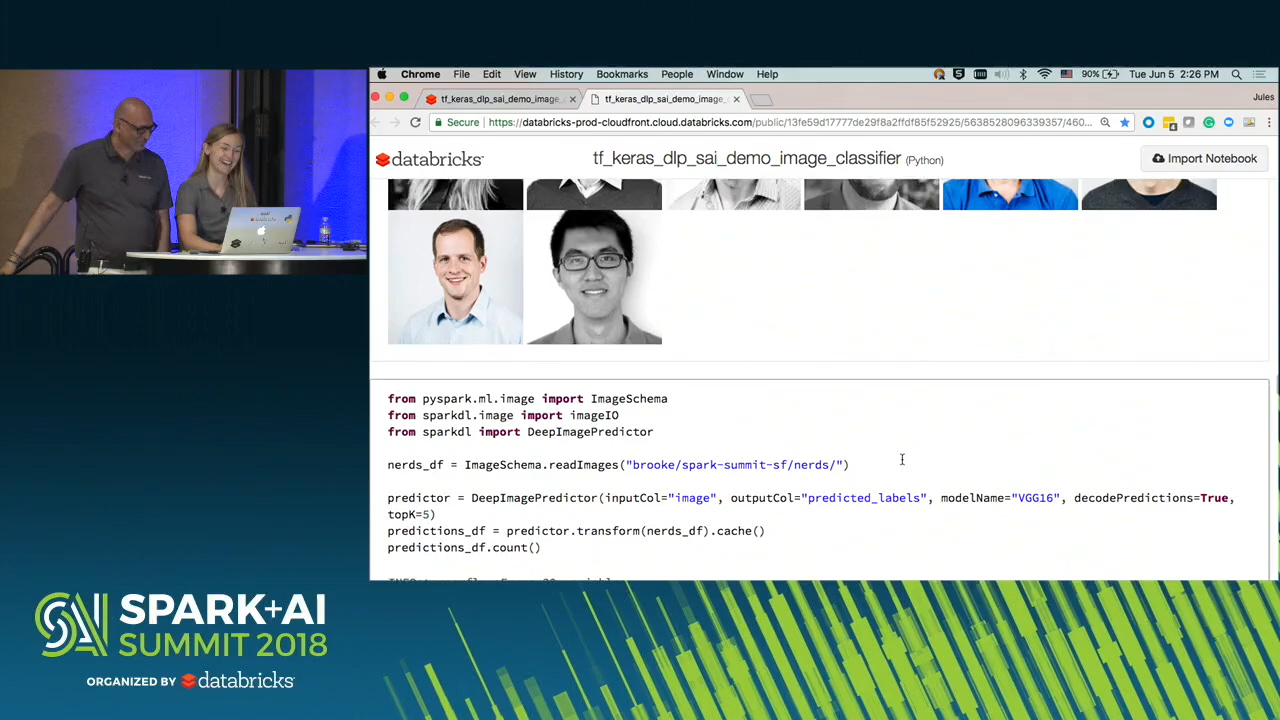 Chrome File Edit View History Bookmarks People Window Help 90% Tue Jun 5 2:26 PM
tf_keras_dlp_sai_demo_image_ tf_keras_dlp_sai_demo_image_ Jules
Secure https://databricks-prod-cloudfront.cloud.databricks.com/public/13fe59d17777de29f8a2ffdf85f52925/5638528096339357/460...
databricks tf_keras_dlp_sai_demo_image_classifier (Python) Import Notebook
from pyspark.ml.image import ImageSchema
from sparkdl.image import imageIO
from sparkdl import DeepImagePredictor
nerds_df = ImageSchema.readImages("brooke/spark-summit-sf/nerds/")
predictor = DeepImagePredictor(inputCol="image", outputCol="predicted_labels", modelName="VGG16", decodePredictions=True,
topK=5)
predictions_df = predictor.transform(nerds_df).cache()
predictions_df.count()
SAI SPARK+AI
SUMMIT 2018
ORGANIZED BY databricks